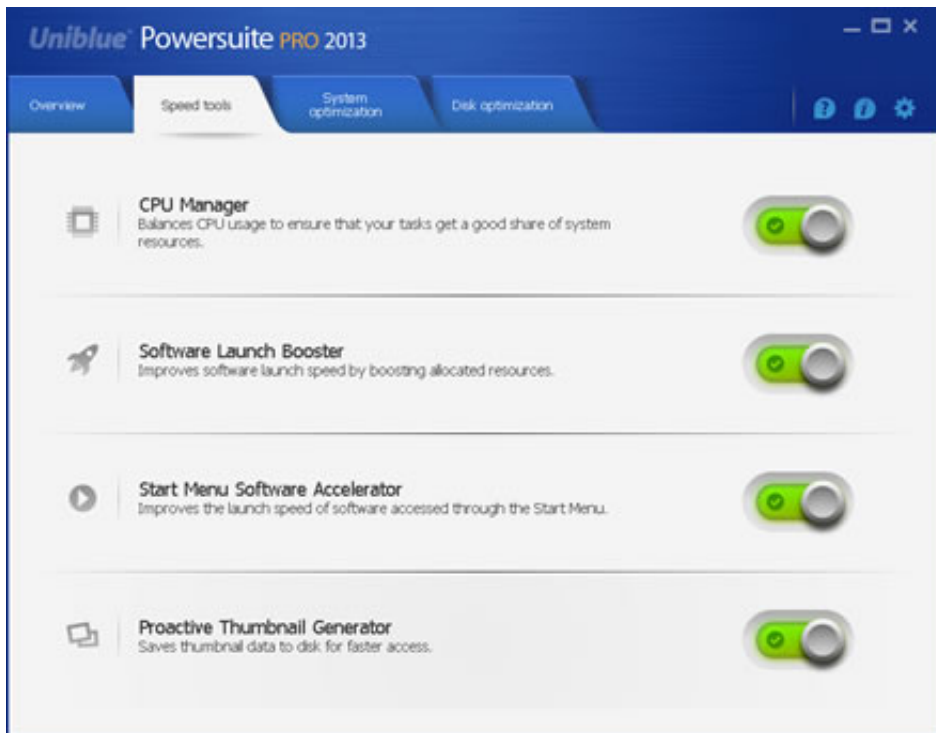 Uniblue Powersuite PRO 2013
Overview
Speed tools
System
optimization
Disk optimization
CPU Manager
Balances CPU usage to ensure that your tasks get a good share of system
resources.
Software Launch Booster
Improves software launch speed by boosting allocated resources.
Start Menu Software Accelerator
Improves the launch speed of software accessed through the Start Menu.
Proactive Thumbnail Generator
Saves thumbnail data to disk for faster access.